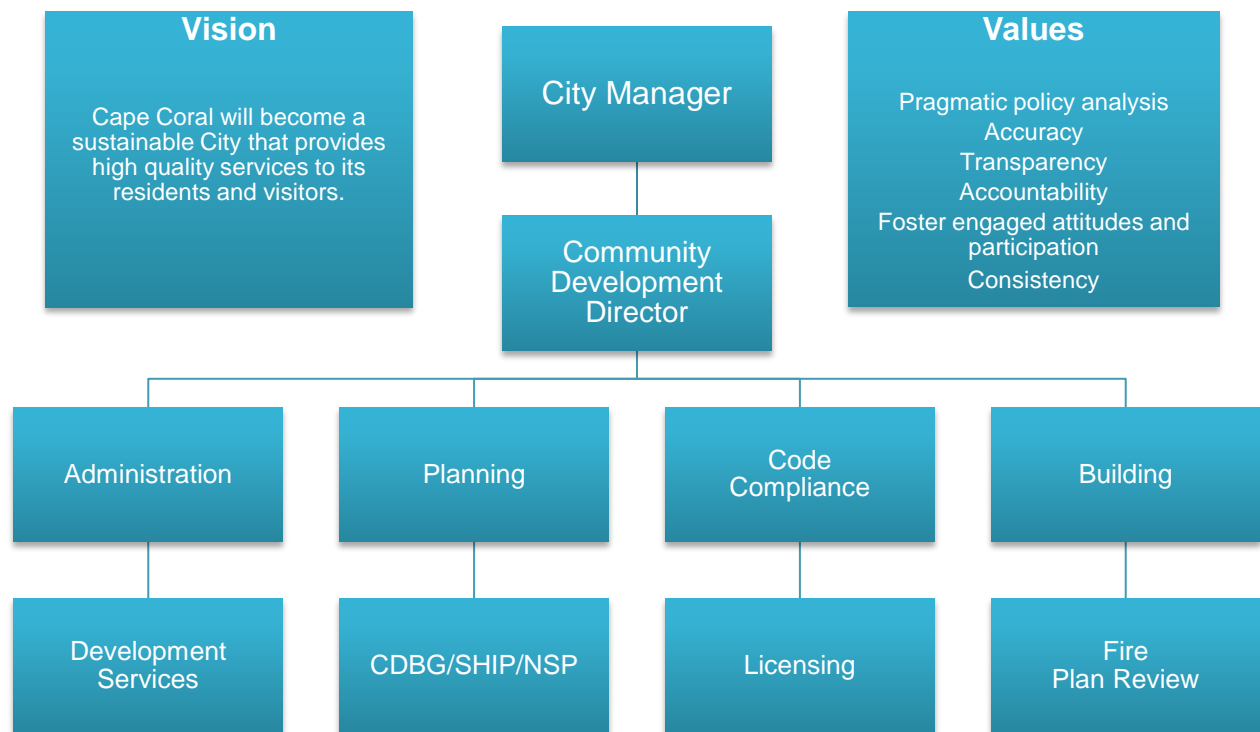 Vision
Cape Coral will become a
sustainable City that provides
high quality services to its
residents and visitors.
City Manager
Values
Pragmatic policy analysis
Accuracy
Transparency
Accountability
Foster engaged attitudes and
participation
Consistency
Community
Development
Director
Administration
Planning
Code
Compliance
Building
Development
Services
CDBG/SHIP/NSP
Licensing
Fire
Plan Review